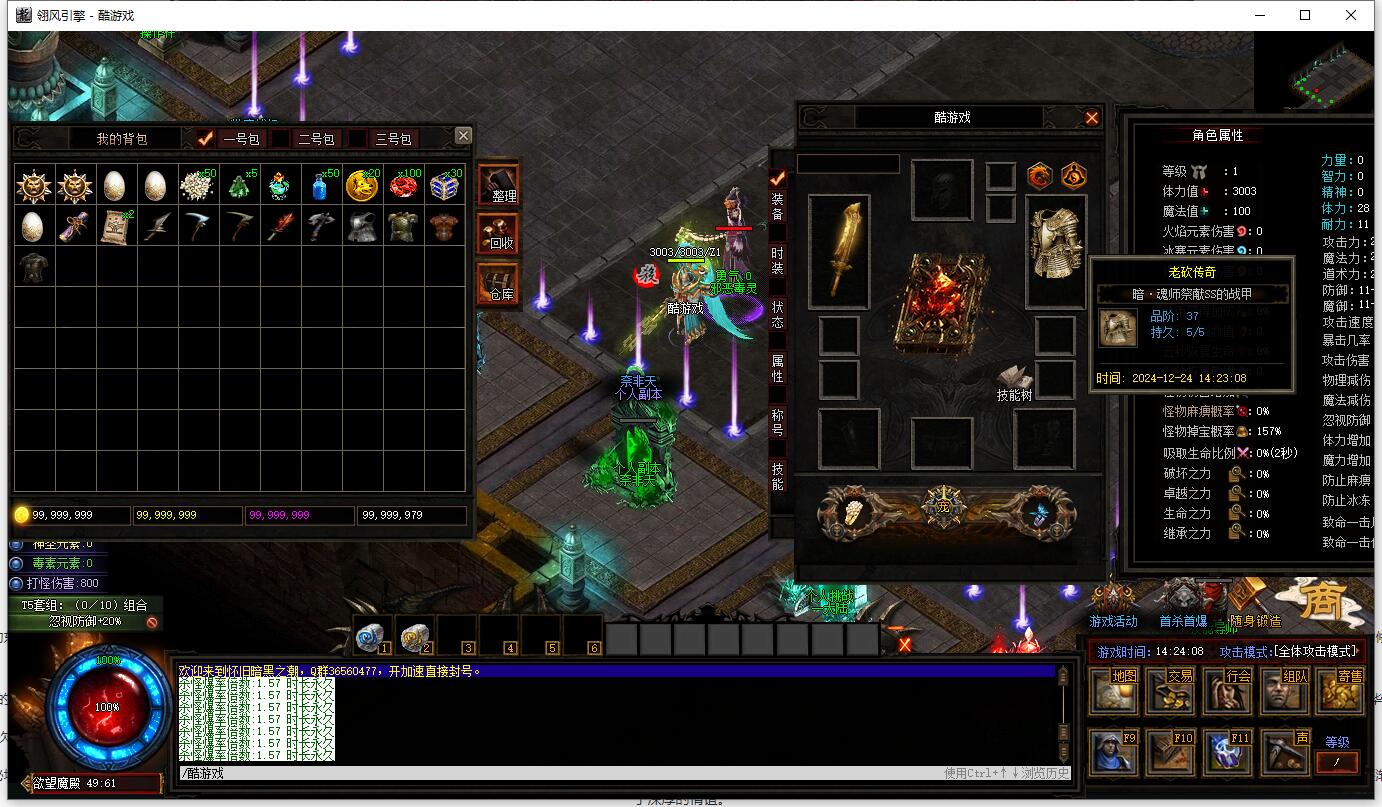 翎风引擎 - 酷游戏
操作件
我的背包
一号包
二号包
三号包
x50
x5
x50
x20
x100
x30
x2
整理
回收
仓库
99,999,999
99,999,999
99,999,999
99,999,979
神圣元素:0
毒素元素:0
打怪伤害:800
T5套组:（0/10）组合
忽视防御+20%
100%
100%
欲望魔殿 49:61
3003/3003/Z1
勇气:0
邪恶毒灵
酷游戏
奈非天
个人副本
个人副本
奈非天
个人挑战
一大陆
酷游戏
装备
时装
状态
属性
称号
技能
技能树
宠
角色属性
等级 : 1
体力值 : 3003
魔法值 : 100
火焰元素伤害: 0
冰寒元素伤害: 0
老砍传奇
暗·魂师祭献SS的战甲
品阶: 37
持久: 5/5
时间: 2024-12-24 14:23:08
怪物麻痹概率: 0%
怪物掉宝概率: 157%
吸取生命比例: 0%(2秒)
破坏之力 : 0%
卓越之力 : 0%
生命之力 : 0%
继承之力 : 0%
力量: 0
智力: 0
精神: 0
体力: 28
耐力: 11
攻击力: 2
魔法力: 2
道术力: 2
防御: 11-
魔御: 11-
攻击速度
暴击几率
攻击伤害
物理减伤
魔法减伤
忽视防御
体力增加
魔力增加
防止麻痹
防止冰冻
致命一击
致命一击
1
2
3
4
5
6
欢迎来到怀旧暗黑之潮，Q群36560477，开加速直接封号。
杀怪爆率倍数:1.57 时长永久
杀怪爆率倍数:1.57 时长永久
杀怪爆率倍数:1.57 时长永久
杀怪爆率倍数:1.57 时长永久
杀怪爆率倍数:1.57 时长永久
杀怪爆率倍数:1.57 时长永久
杀怪爆率倍数:1.57 时长永久
/酷游戏
使用Ctrl+↑↓浏览历史
游戏活动
首杀首爆
随身锻造
商
游戏时间: 14:24:08 攻击模式:[全体攻击模式]
地图
交易
行会
组队
寄售
F9
F10
F11
声
等级
/